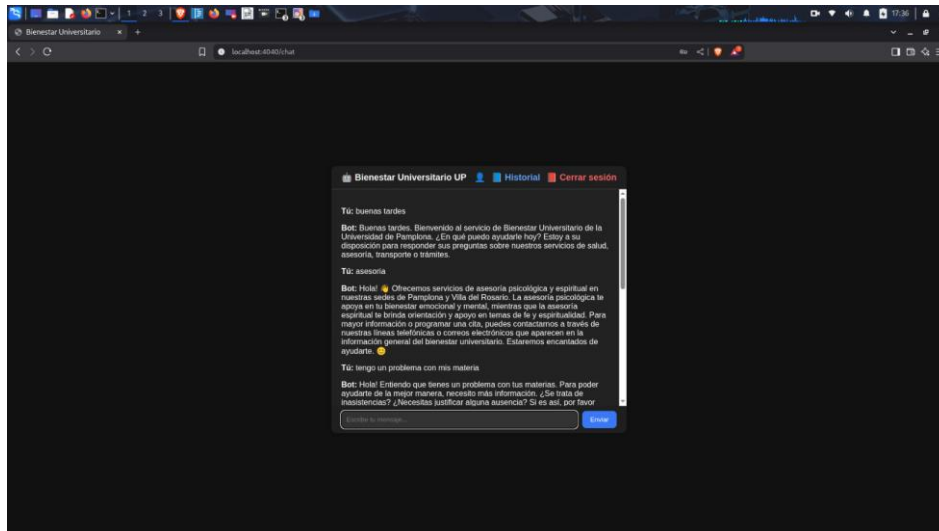 1 2 3
17:36
Bienestar Universitario
localhost:4040/chat
Bienestar Universitario UP Historial Cerrar sesión
Tú: buenas tardes
Bot: Buenas tardes. Bienvenido al servicio de Bienestar Universitario de la
Universidad de Pamplona. ¿En qué puedo ayudarle hoy? Estoy a su
disposición para responder sus preguntas sobre nuestros servicios de salud,
asesoría, transporte o trámites.
Tú: asesoria
Bot: Hola! 👋 Ofrecemos servicios de asesoría psicológica y espiritual en
nuestras sedes de Pamplona y Villa del Rosario. La asesoría psicológica te
apoya en tu bienestar emocional y mental, mientras que la asesoría
espiritual te brinda orientación y apoyo en temas de fe y espiritualidad. Para
mayor información o programar una cita, puedes contactarnos a través de
nuestras líneas telefónicas o correos electrónicos que aparecen en la
información general del bienestar universitario. Estaremos encantados de
ayudarte. 😊
Tú: tengo un problema con mis materia
Bot: Hola! Entiendo que tienes un problema con tus materias. Para poder
ayudarte de la mejor manera, necesito más información. ¿Se trata de
inasistencias? ¿Necesitas justificar alguna ausencia? Si es así, por favor
Escribe tu mensaje...
Enviar